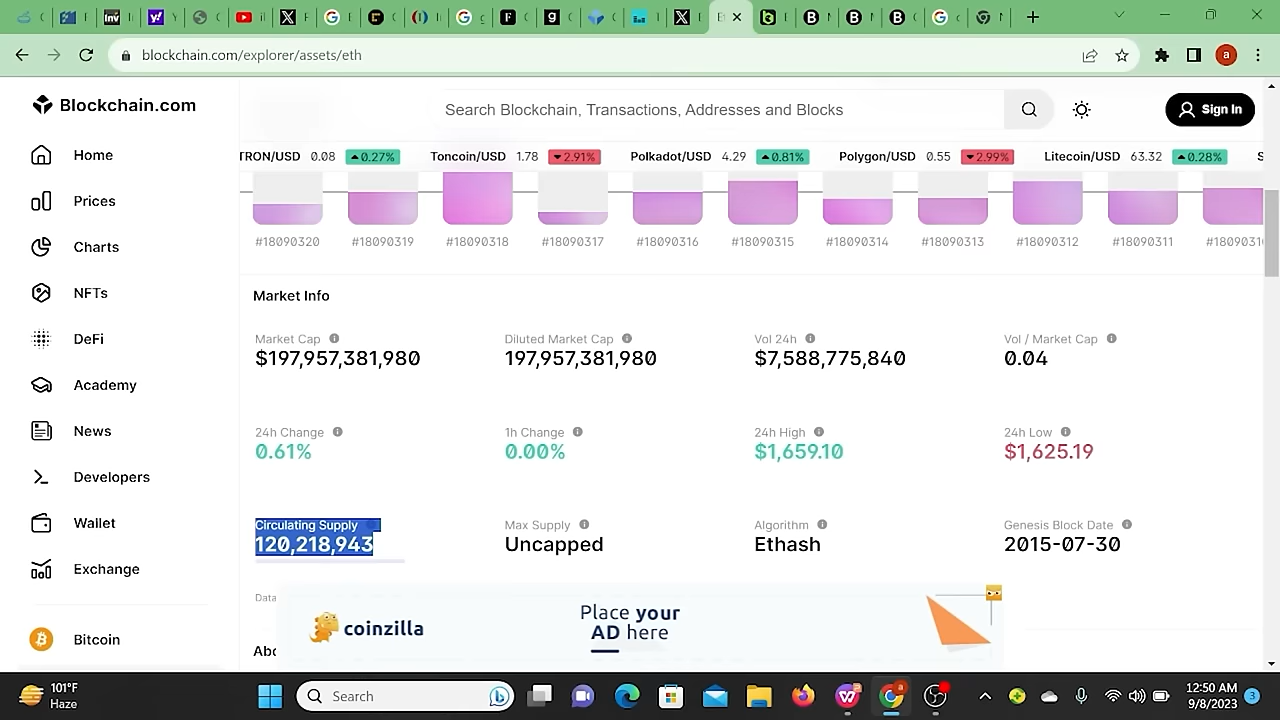 blockchain.com/explorer/assets/eth
Blockchain.com
Search Blockchain, Transactions, Addresses and Blocks
Sign In
TRON/USD 0.08 0.27% Toncoin/USD 1.78 2.91% Polkadot/USD 4.29 0.81% Polygon/USD 0.55 2.99% Litecoin/USD 63.32 0.28%
Home
Prices
Charts
NFTs
DeFi
Academy
News
Developers
Wallet
Exchange
Bitcoin
#18090320 #18090319 #18090318 #18090317 #18090316 #18090315 #18090314 #18090313 #18090312 #18090311
Market Info
Market Cap Diluted Market Cap Vol 24h Vol / Market Cap
$197,957,381,980 197,957,381,980 $7,588,775,840 0.04
24h Change 1h Change 24h High 24h Low
0.61% 0.00% $1,659.10 $1,625.19
Circulating Supply Max Supply Algorithm Genesis Block Date
120,218,943 Uncapped Ethash 2015-07-30
Data
coinzilla
Place your
AD here
101°F
Haze
Search
12:50 AM
9/8/2023
3